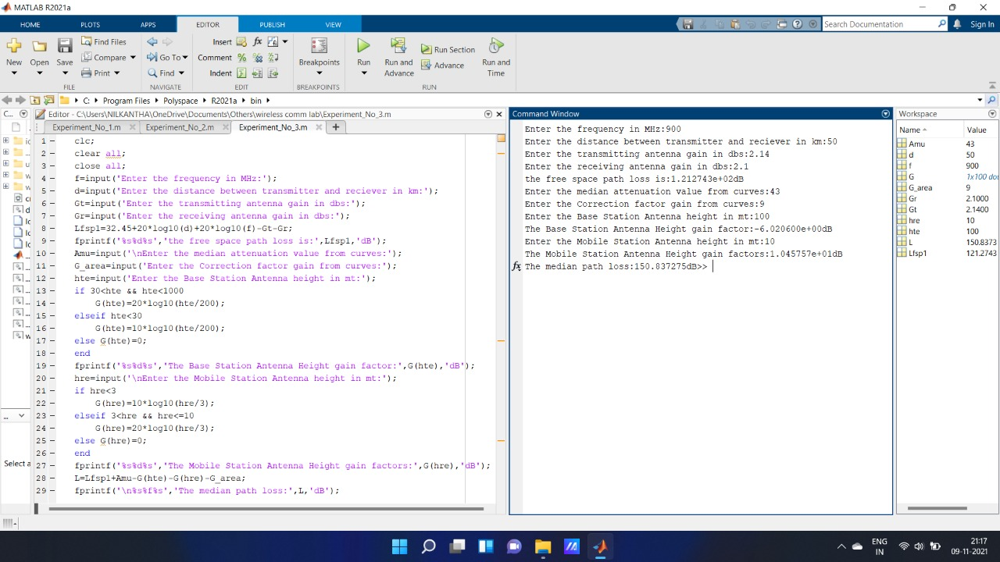 MATLAB R2021a
HOME PLOTS APPS EDITOR PUBLISH VIEW Search Documentation Sign In
New Open Save Find Files Compare Print
Go To Find
Insert fx
Comment %
Indent
Breakpoints
Run Run and Advance Run Section Advance Run and Time
FILE NAVIGATE EDIT BREAKPOINTS RUN
C: Program Files Polyspace R2021a bin
C...
Editor - C:\Users\NILKANTHA\OneDrive\Documents\Others\wireless comm lab\Experiment_No_3.m
Experiment_No_1.m Experiment_No_2.m Experiment_No_3.m +
1 – clc;
2 – clear all;
3 – close all;
4 – f=input('Enter the frequency in MHz:');
5 – d=input('Enter the distance between transmitter and reciever in km:');
6 – Gt=input('Enter the transmitting antenna gain in dbs:');
7 – Gr=input('Enter the receiving antenna gain in dbs:');
8 – Lfsp1=32.45+20*log10(d)+20*log10(f)-Gt-Gr;
9 – fprintf('%s%d%s','the free space path loss is:',Lfsp1,'dB');
10 – Amu=input('\nEnter the median attenuation value from curves:');
11 – G_area=input('Enter the Correction factor gain from curves:');
12 – hte=input('Enter the Base Station Antenna height in mt:');
13 – if 30<hte && hte<1000
14 – G(hte)=20*log10(hte/200);
15 – elseif hte<30
16 – G(hte)=10*log10(hte/200);
17 – else G(hte)=0;
18 – end
19 – fprintf('%s%d%s','The Base Station Antenna Height gain factor:',G(hte),'dB');
20 – hre=input('\nEnter the Mobile Station Antenna height in mt:');
21 – if hre<3
22 – G(hre)=10*log10(hre/3);
23 – elseif 3<hre && hre<=10
24 – G(hre)=20*log10(hre/3);
25 – else G(hre)=0;
26 – end
27 – fprintf('%s%d%s','The Mobile Station Antenna Height gain factors:',G(hre),'dB');
28 – L=Lfsp1+Amu-G(hte)-G(hre)-G_area;
29 – fprintf('\n%s%f%s','The median path loss:',L,'dB');
Select a
Command Window
Enter the frequency in MHz:900
Enter the distance between transmitter and reciever in km:50
Enter the transmitting antenna gain in dbs:2.14
Enter the receiving antenna gain in dbs:2.1
the free space path loss is:1.212743e+02dB
Enter the median attenuation value from curves:43
Enter the Correction factor gain from curves:9
Enter the Base Station Antenna height in mt:100
The Base Station Antenna Height gain factor:-6.020600e+00dB
Enter the Mobile Station Antenna height in mt:10
The Mobile Station Antenna Height gain factors:1.045757e+01dB
fx The median path loss:150.837275dB>>
Workspace
Name Value
Amu 43
d 50
f 900
G 1x100 dou
G_area 9
Gr 2.1000
Gt 2.1400
hre 10
hte 100
L 150.8373
Lfsp1 121.2743
ENG
IN
21:17
09-11-2021